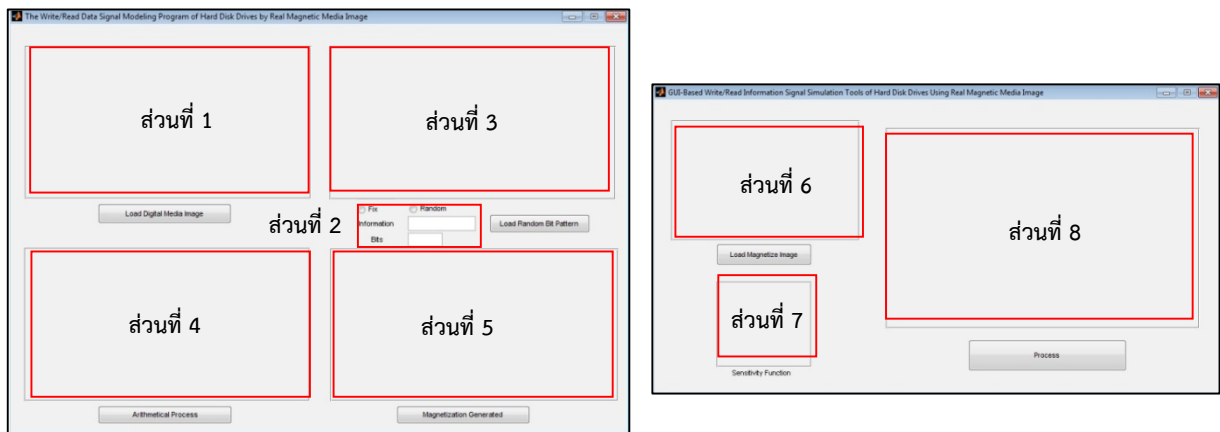 The Write/Read Data Signal Modeling Program of Hard Disk Drives by Real Magnetic Media Image
ส่วนที่ 1
ส่วนที่ 3
Load Digital Media Image
ส่วนที่ 2
Fix
Random
Information
Bits
Load Random Bit Pattern
ส่วนที่ 4
ส่วนที่ 5
Arithmetical Process
Magnetization Generated
GUI-Based Write/Read Information Signal Simulation Tools of Hard Disk Drives Using Real Magnetic Media Image
ส่วนที่ 6
ส่วนที่ 8
Load Magnetize Image
ส่วนที่ 7
Sensitivity Function
Process